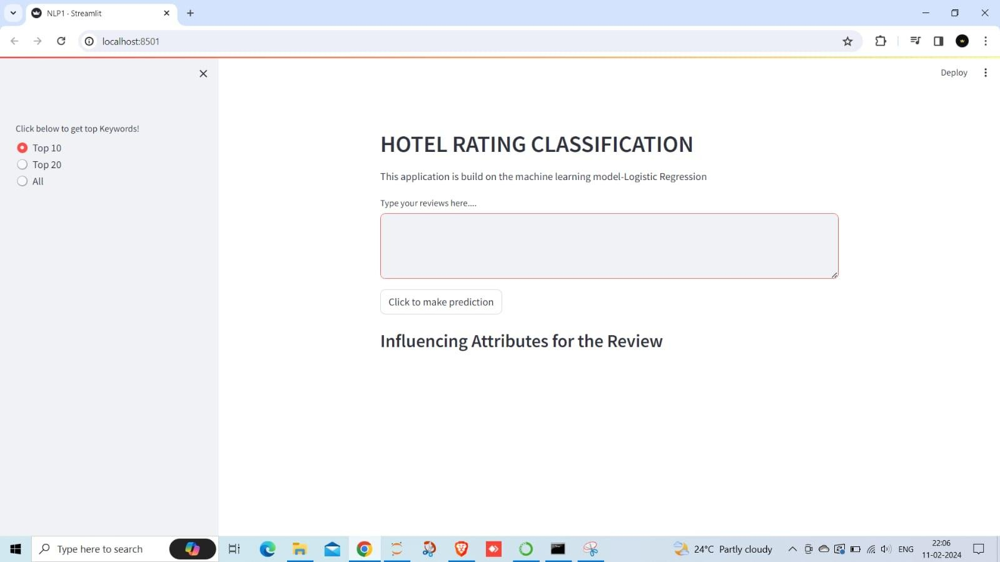 NLP1 · Streamlit
localhost:8501
Deploy
Click below to get top Keywords!
Top 10
Top 20
All
HOTEL RATING CLASSIFICATION
This application is build on the machine learning model-Logistic Regression
Type your reviews here....
Click to make prediction
Influencing Attributes for the Review
Type here to search
24°C Partly cloudy
ENG
22:06
11-02-2024